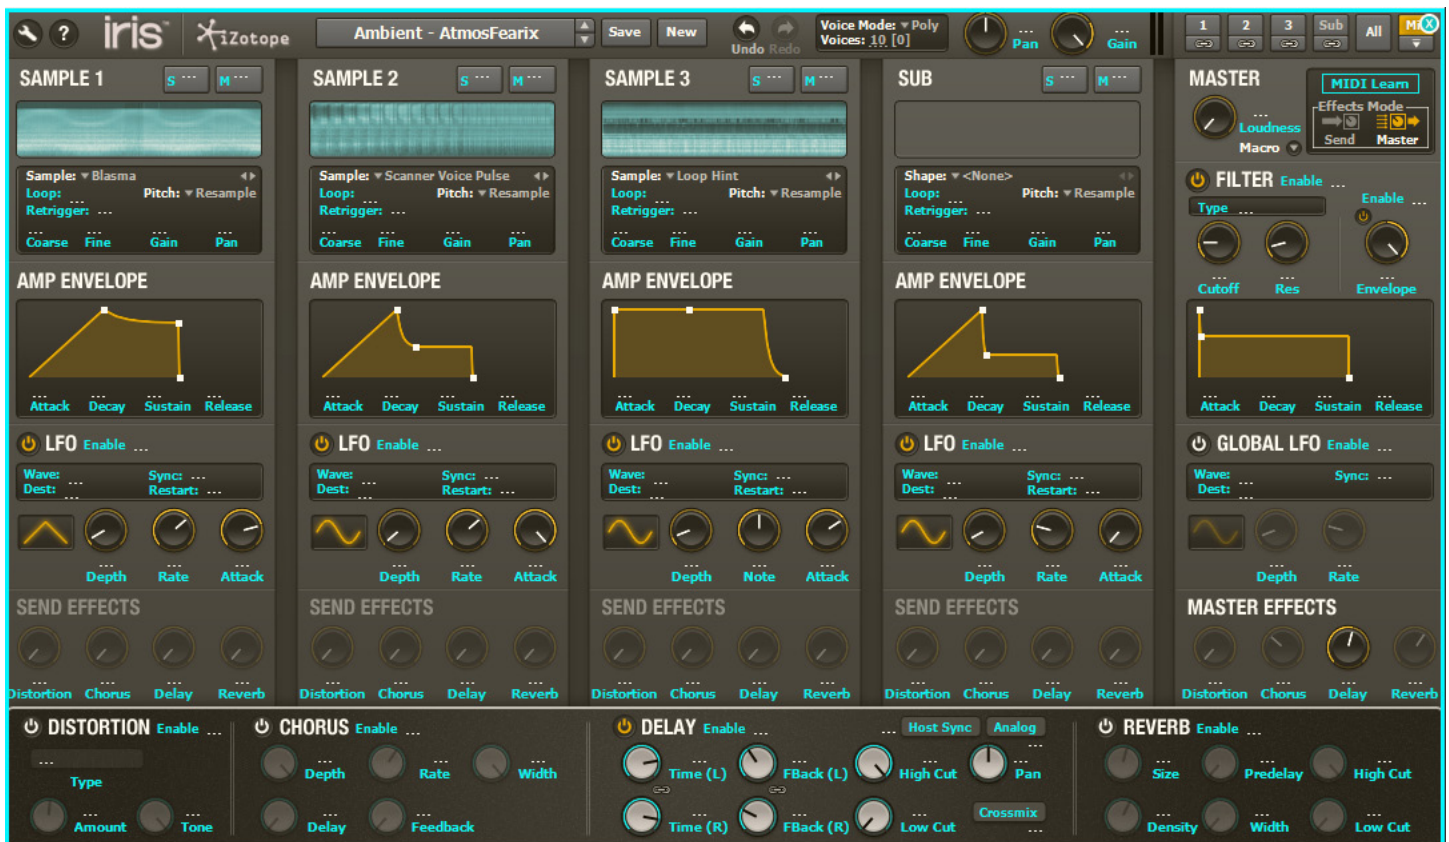 ? iris iZotope Ambient - AtmosFearix Save New Undo Redo Voice Mode: Poly Voices: 10 [0] ... Pan ... Gain 1 2 3 Sub All
SAMPLE 1 S ... M ...
Sample: Blasma
Loop: ... Pitch: Resample
Retrigger: ...
... ... ... ...
Coarse Fine Gain Pan
AMP ENVELOPE
... ... ... ...
Attack Decay Sustain Release
LFO Enable ...
Wave: ... Sync: ...
Dest: ... Restart: ...
... ... ...
Depth Rate Attack
SEND EFFECTS
... ... ... ...
Distortion Chorus Delay Reverb
SAMPLE 2 S ... M ...
Sample: Scanner Voice Pulse
Loop: ... Pitch: Resample
Retrigger: ...
... ... ... ...
Coarse Fine Gain Pan
AMP ENVELOPE
... ... ... ...
Attack Decay Sustain Release
LFO Enable ...
Wave: ... Sync: ...
Dest: ... Restart: ...
... ... ...
Depth Rate Attack
SEND EFFECTS
... ... ... ...
Distortion Chorus Delay Reverb
SAMPLE 3 S ... M ...
Sample: Loop Hint
Loop: ... Pitch: Resample
Retrigger: ...
... ... ... ...
Coarse Fine Gain Pan
AMP ENVELOPE
... ... ... ...
Attack Decay Sustain Release
LFO Enable ...
Wave: ... Sync: ...
Dest: ... Restart: ...
... ... ...
Depth Note Attack
SEND EFFECTS
... ... ... ...
Distortion Chorus Delay Reverb
SUB S ... M ...
Shape: <None>
Loop: ... Pitch: Resample
Retrigger: ...
... ... ... ...
Coarse Fine Gain Pan
AMP ENVELOPE
... ... ... ...
Attack Decay Sustain Release
LFO Enable ...
Wave: ... Sync: ...
Dest: ... Restart: ...
... ... ...
Depth Rate Attack
SEND EFFECTS
... ... ... ...
Distortion Chorus Delay Reverb
MASTER MIDI Learn
... Effects Mode
Loudness Send Master
Macro
FILTER Enable ...
Type ... Enable ...
... ... ...
Cutoff Res Envelope
... ... ... ...
Attack Decay Sustain Release
GLOBAL LFO Enable ...
Wave: ... Sync: ...
Dest: ...
... ...
Depth Rate
MASTER EFFECTS
... ... ... ...
Distortion Chorus Delay Reverb
DISTORTION Enable ...
...
Type
... ...
Amount Tone
CHORUS Enable ...
... ... ...
Depth Rate Width
... ...
Delay Feedback
DELAY Enable ... ... Host Sync Analog
... ... ... ...
Time (L) FBack (L) High Cut Pan
... ... ... Crossmix
Time (R) FBack (R) Low Cut ...
REVERB Enable ...
... ... ...
Size Predelay High Cut
... ... ...
Density Width Low Cut